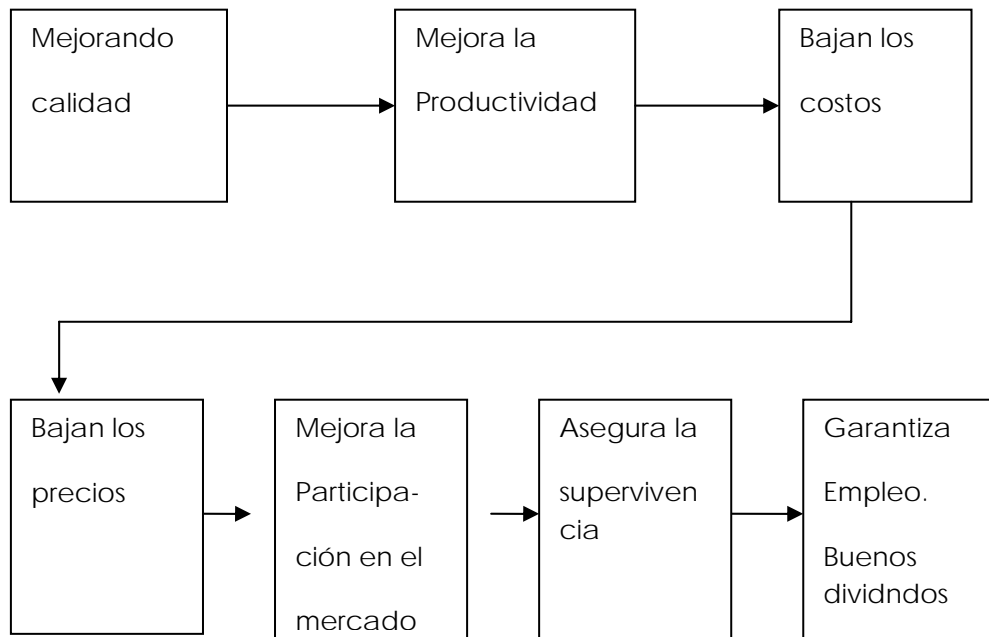 Mejorando
calidad
Mejora la
Productividad
Bajan los
costos
Bajan los
precios
Mejora la
Participa-
ción en el
mercado
Asegura la
superviven
cia
Garantiza
Empleo.
Buenos
dividndos